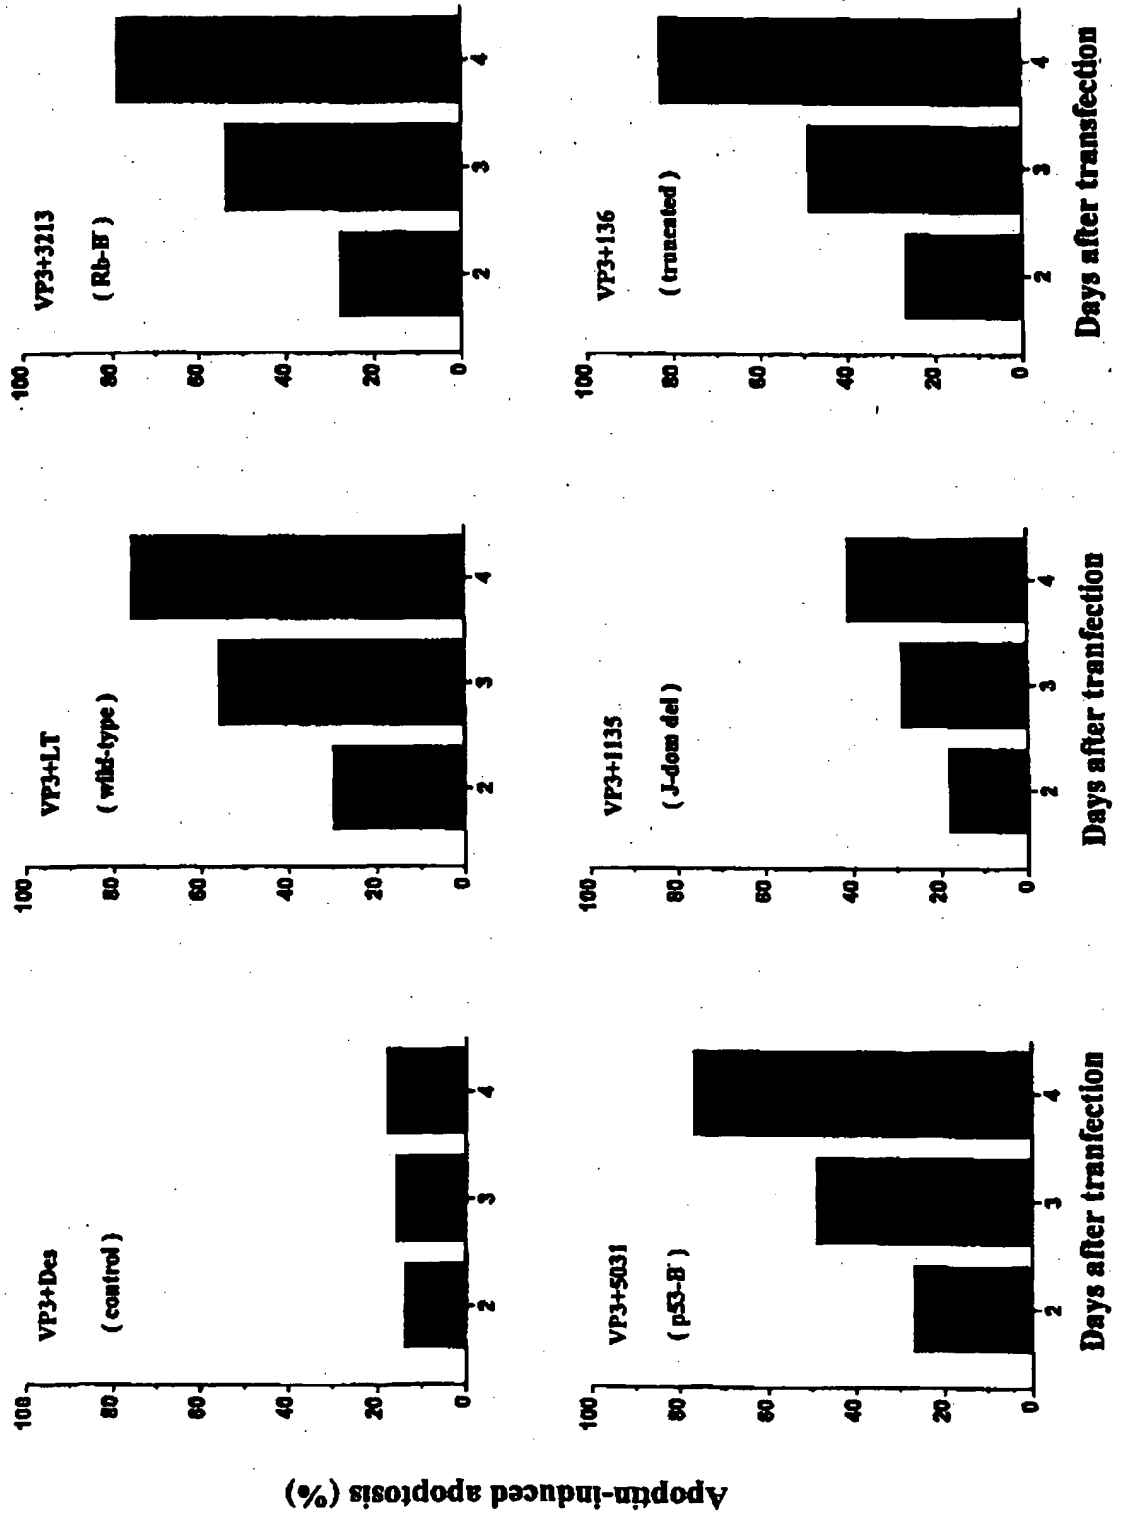 Apoptin-induced apoptosis (%)
VP3+Des
( control )
100
80
60
40
20
0
2 3 4
VP3+LT
( wild-type )
100
80
60
40
20
0
2 3 4
VP3+3213
( Rb-B⁻ )
100
80
60
40
20
0
2 3 4
VP3+5031
( p53-B⁻ )
100
80
60
40
20
0
2 3 4
Days after tranfection
VP3+1135
( J-dom del )
100
80
60
40
20
0
2 3 4
Days after tranfection
VP3+136
( truncated )
100
80
60
40
20
0
2 3 4
Days after transfection